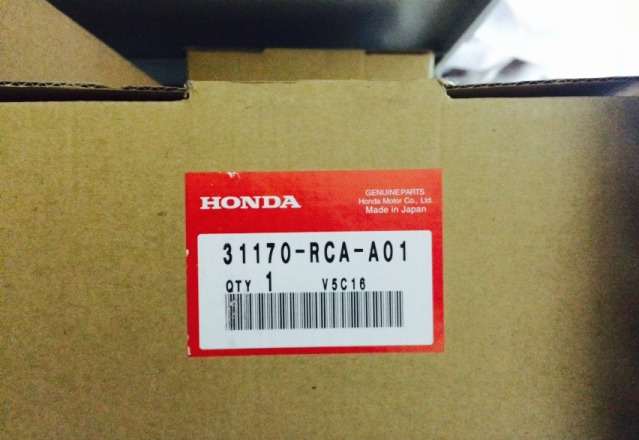 HONDA
GENUINE PARTS
Honda Motor Co., Ltd.
Made in Japan
31170-RCA-A01
QTY 1 V5C16